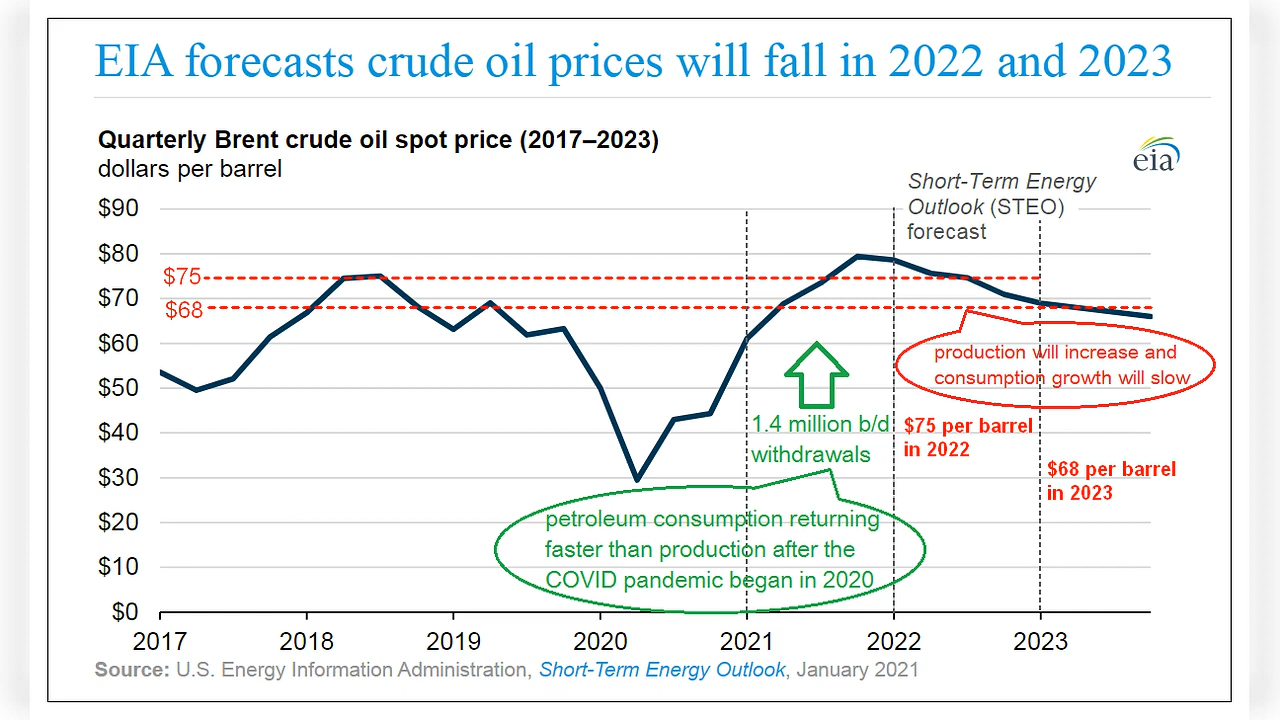 EIA forecasts crude oil prices will fall in 2022 and 2023
Quarterly Brent crude oil spot price (2017–2023)
dollars per barrel
eia
Short-Term Energy
Outlook (STEO)
forecast
$90
$80
$75
$70
$68
$60
$50
$40
$30
$20
$10
$0
production will increase and
consumption growth will slow
1.4 million b/d
withdrawals
$75 per barrel
in 2022
$68 per barrel
in 2023
petroleum consumption returning
faster than production after the
COVID pandemic began in 2020
2017 2018 2019 2020 2021 2022 2023
Source: U.S. Energy Information Administration, Short-Term Energy Outlook, January 2021